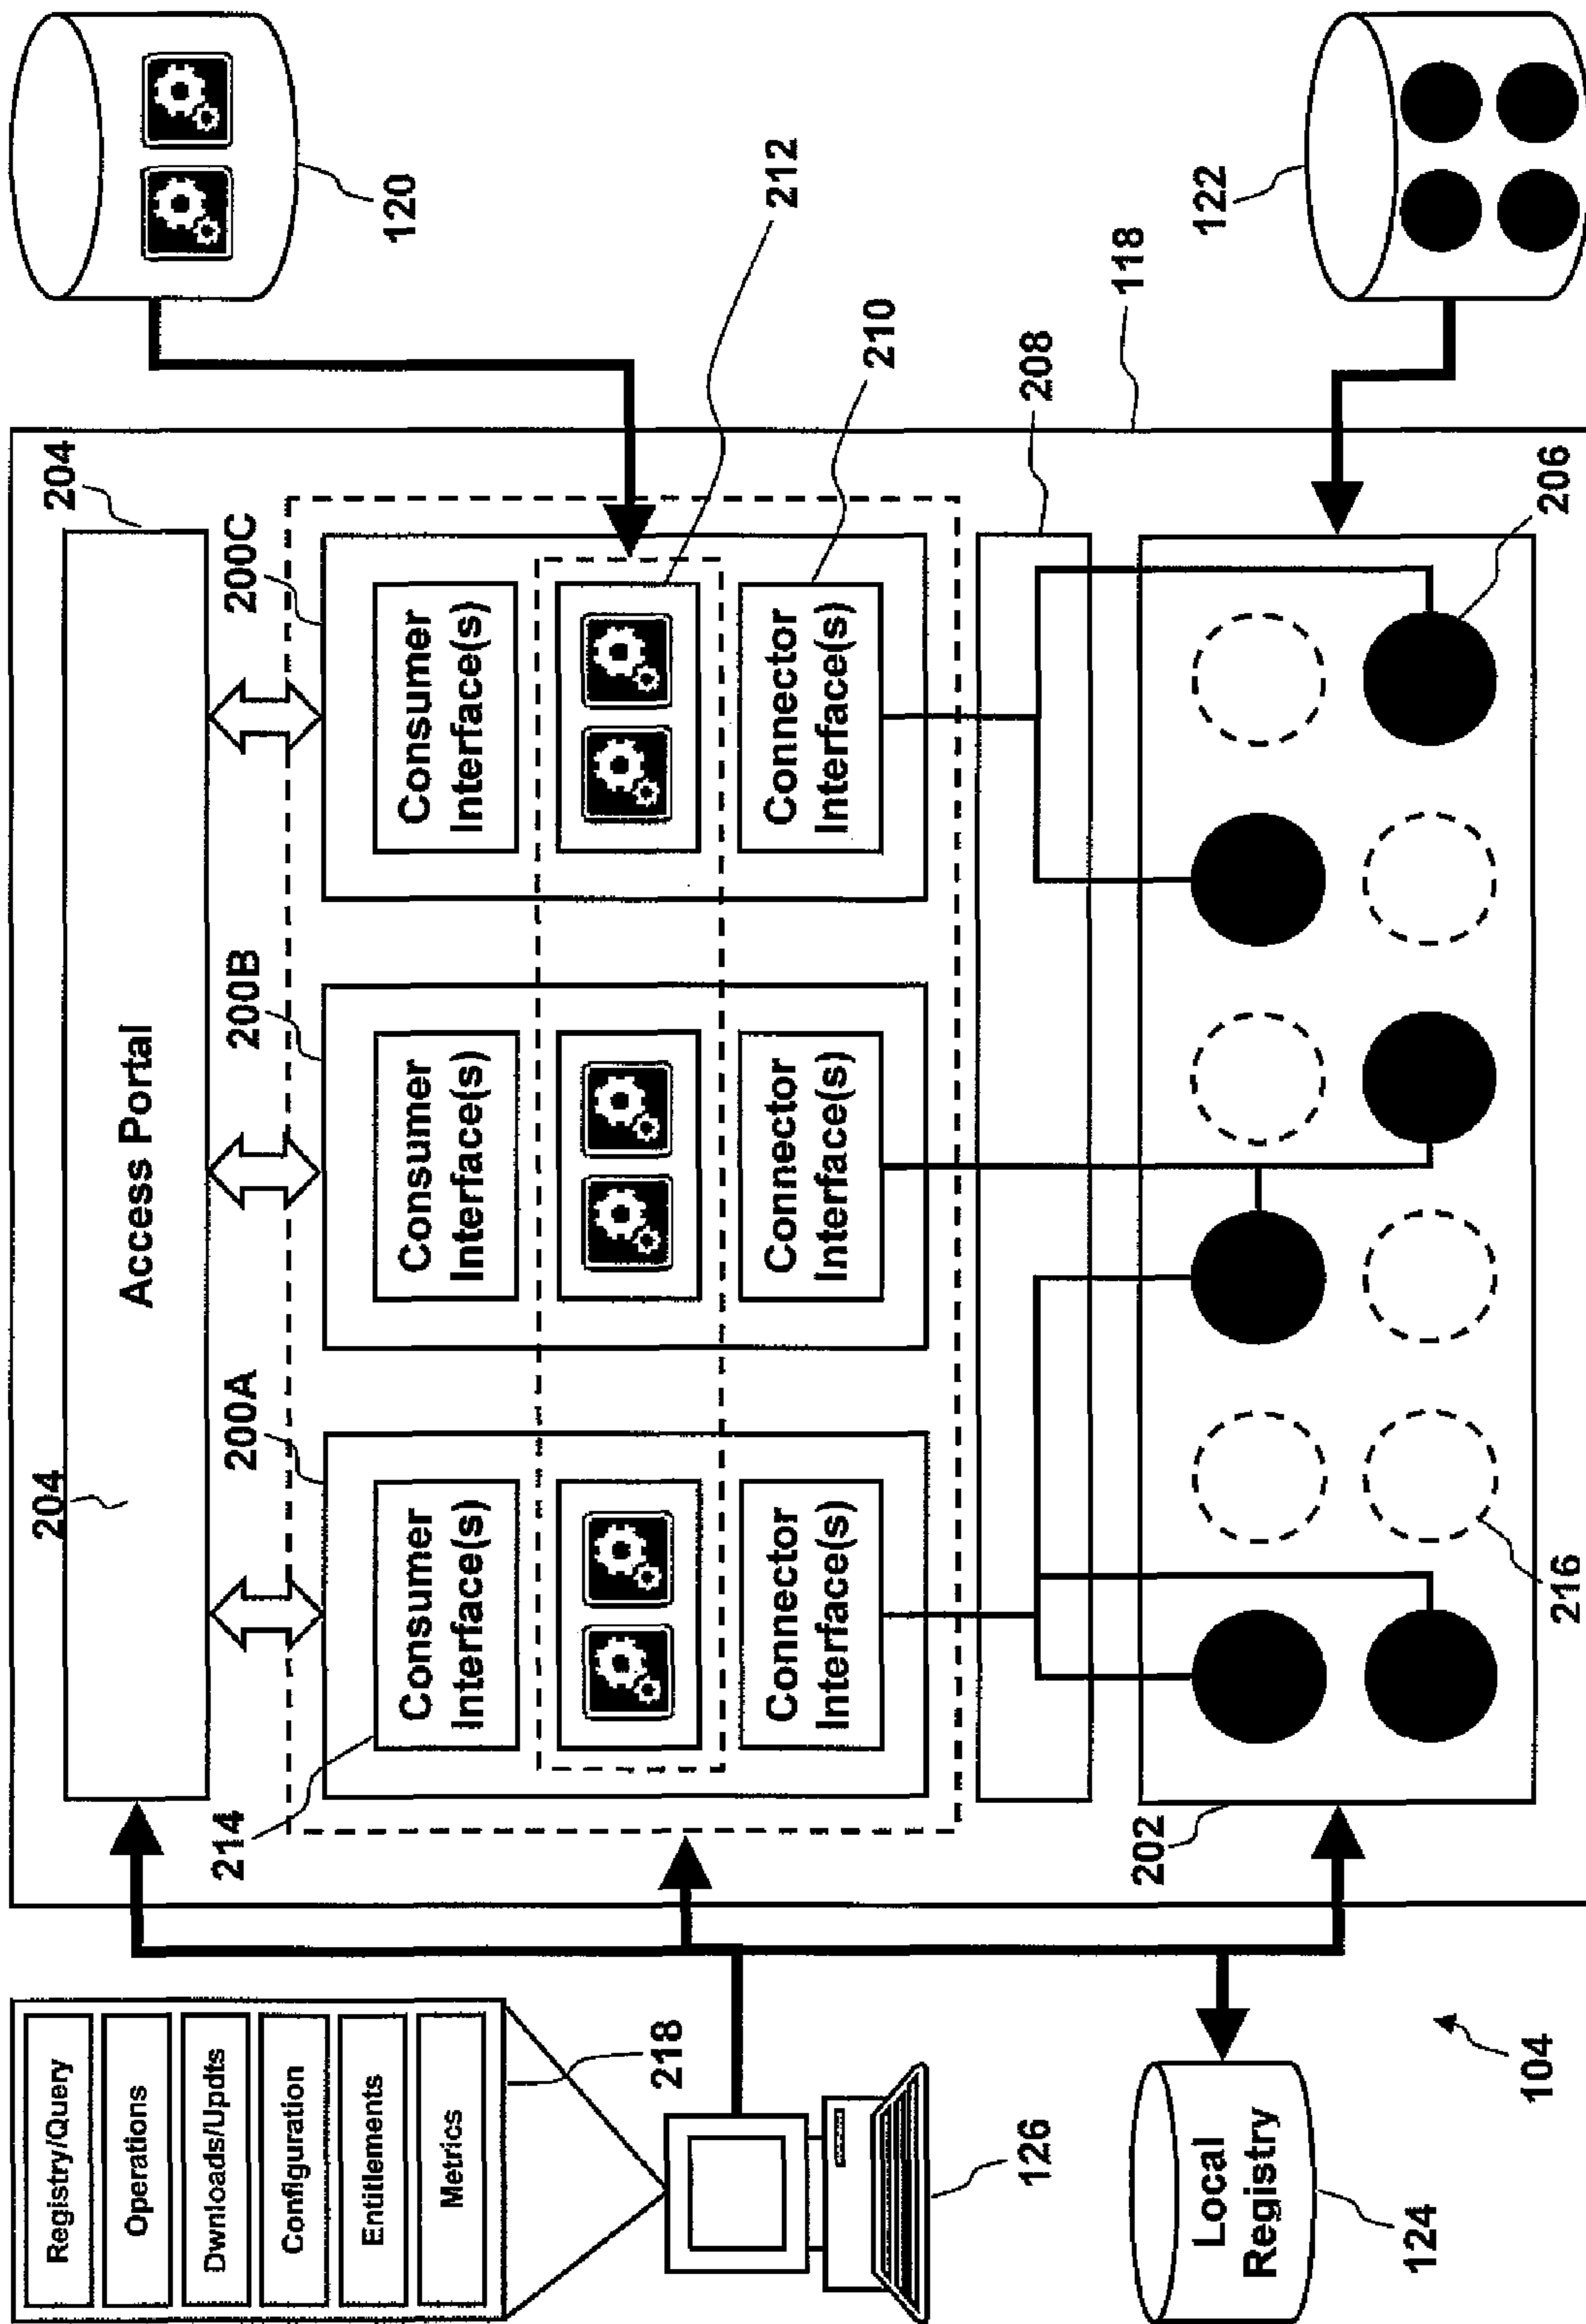 Registry/Query
Operations
Dwnloads/Updts
Configuration
Entitlements
Metrics
218
126
Local
Registry
124
104
204
Access Portal
204
200A
200B
200C
214
Consumer
Interface(s)
Consumer
Interface(s)
Consumer
Interface(s)
Connector
Interface(s)
Connector
Interface(s)
Connector
Interface(s)
202
216
206
208
118
210
212
120
122